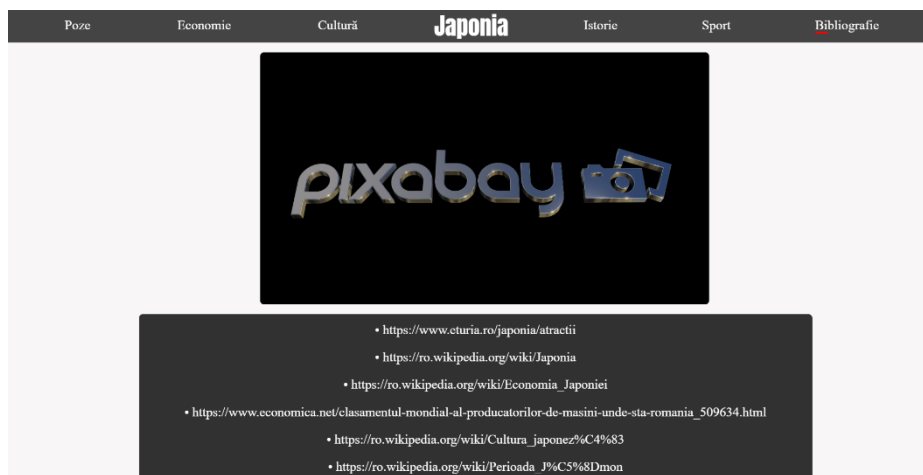 Poze Economie Cultură Japonia Istorie Sport Bibliografie
pixabay
• https://www.eturia.ro/japonia/atractii
• https://ro.wikipedia.org/wiki/Japonia
• https://ro.wikipedia.org/wiki/Economia_Japoniei
• https://www.economica.net/clasamentul-mondial-al-producatorilor-de-masini-unde-sta-romania_509634.html
• https://ro.wikipedia.org/wiki/Cultura_japonez%C4%83
• https://ro.wikipedia.org/wiki/Perioada_J%C5%8Dmon